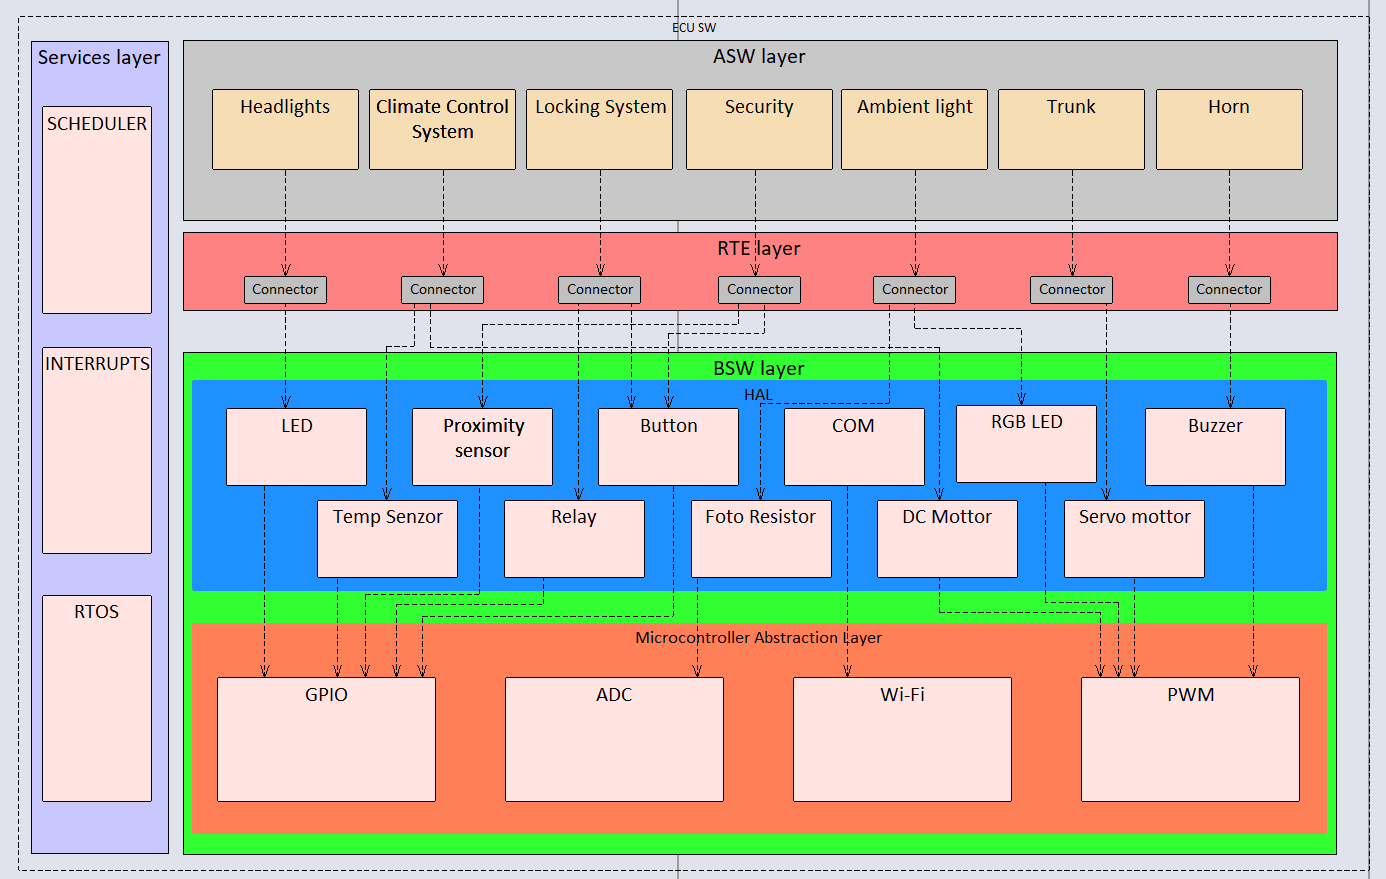 ECU SW
Services layer
SCHEDULER
INTERRUPTS
RTOS
ASW layer
Headlights
Climate Control
System
Locking System
Security
Ambient light
Trunk
Horn
RTE layer
Connector
Connector
Connector
Connector
Connector
Connector
Connector
BSW layer
HAL
LED
Proximity
sensor
Button
COM
RGB LED
Buzzer
Temp Senzor
Relay
Foto Resistor
DC Mottor
Servo mottor
Microcontroller Abstraction Layer
GPIO
ADC
Wi-Fi
PWM